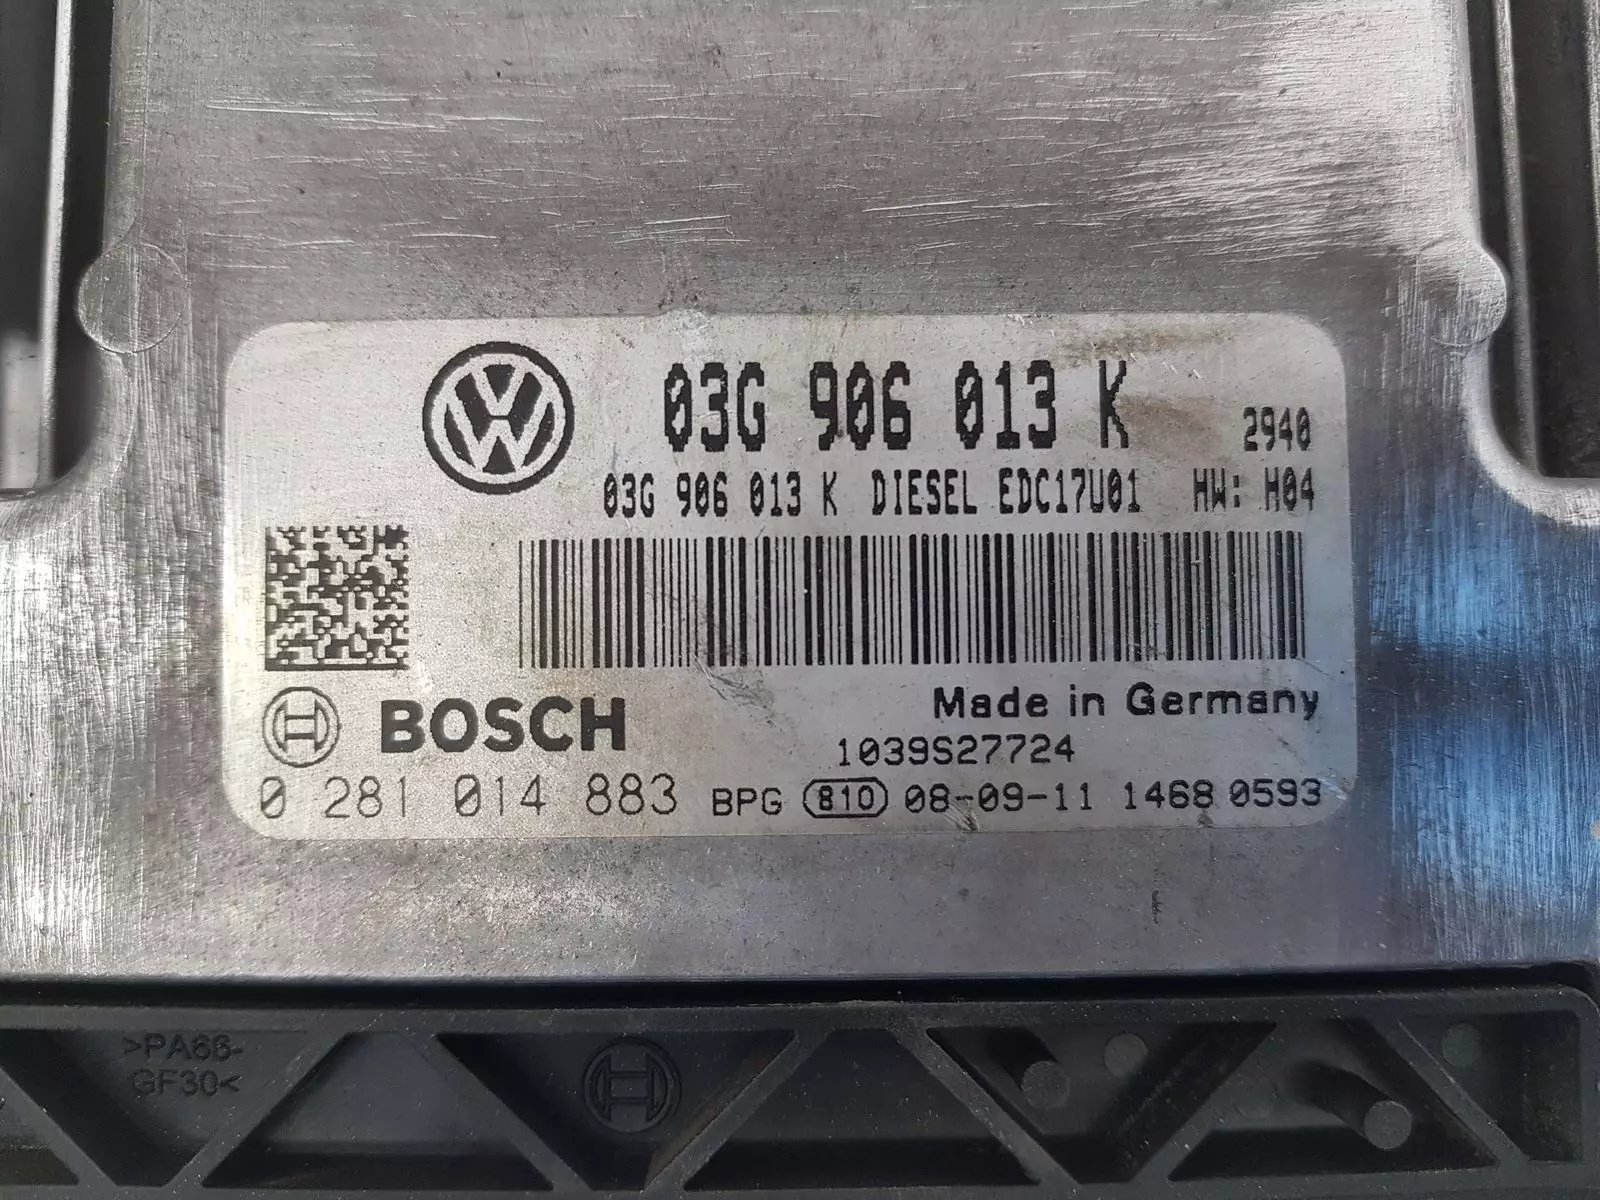 03G 906 013 K 2940
03G 906 013 K DIESEL EDC17U01 HW: H04
BOSCH
Made in Germany
1039S27724
0 281 014 883 BPG 810 08-09-11 1468 0593
>PA66-
GF30<